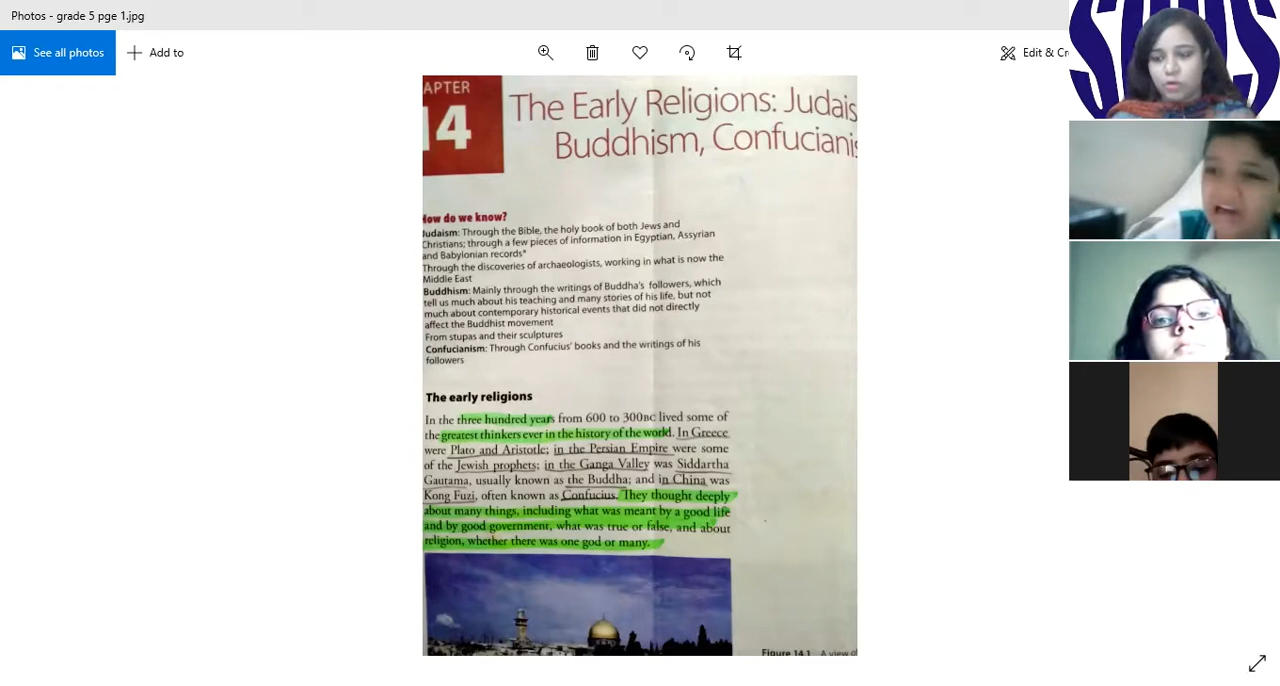 Photos - grade 5 pge 1.jpg
See all photos
Add to
Edit & Cr
APTER
14
The Early Religions: Judais
Buddhism, Confucianis
How do we know?
Judaism: Through the Bible, the holy book of both Jews and
Christians; through a few pieces of information in Egyptian, Assyrian
and Babylonian records*
Through the discoveries of archaeologists, working in what is now the
Middle East
Buddhism: Mainly through the writings of Buddha's followers, which
tell us much about his teaching and many stories of his life, but not
much about contemporary historical events that did not directly
affect the Buddhist movement
From stupas and their sculptures
Confucianism: Through Confucius' books and the writings of his
followers
The early religions
In the three hundred years from 600 to 300BC lived some of
the greatest thinkers ever in the history of the world. In Greece
were Plato and Aristotle; in the Persian Empire were some
of the Jewish prophets; in the Ganga Valley was Siddartha
Gautama, usually known as the Buddha; and in China was
Kong Fuzi, often known as Confucius. They thought deeply
about many things, including what was meant by a good life
and by good government, what was true or false, and about
religion, whether there was one god or many.
Figure 14.1 A view of